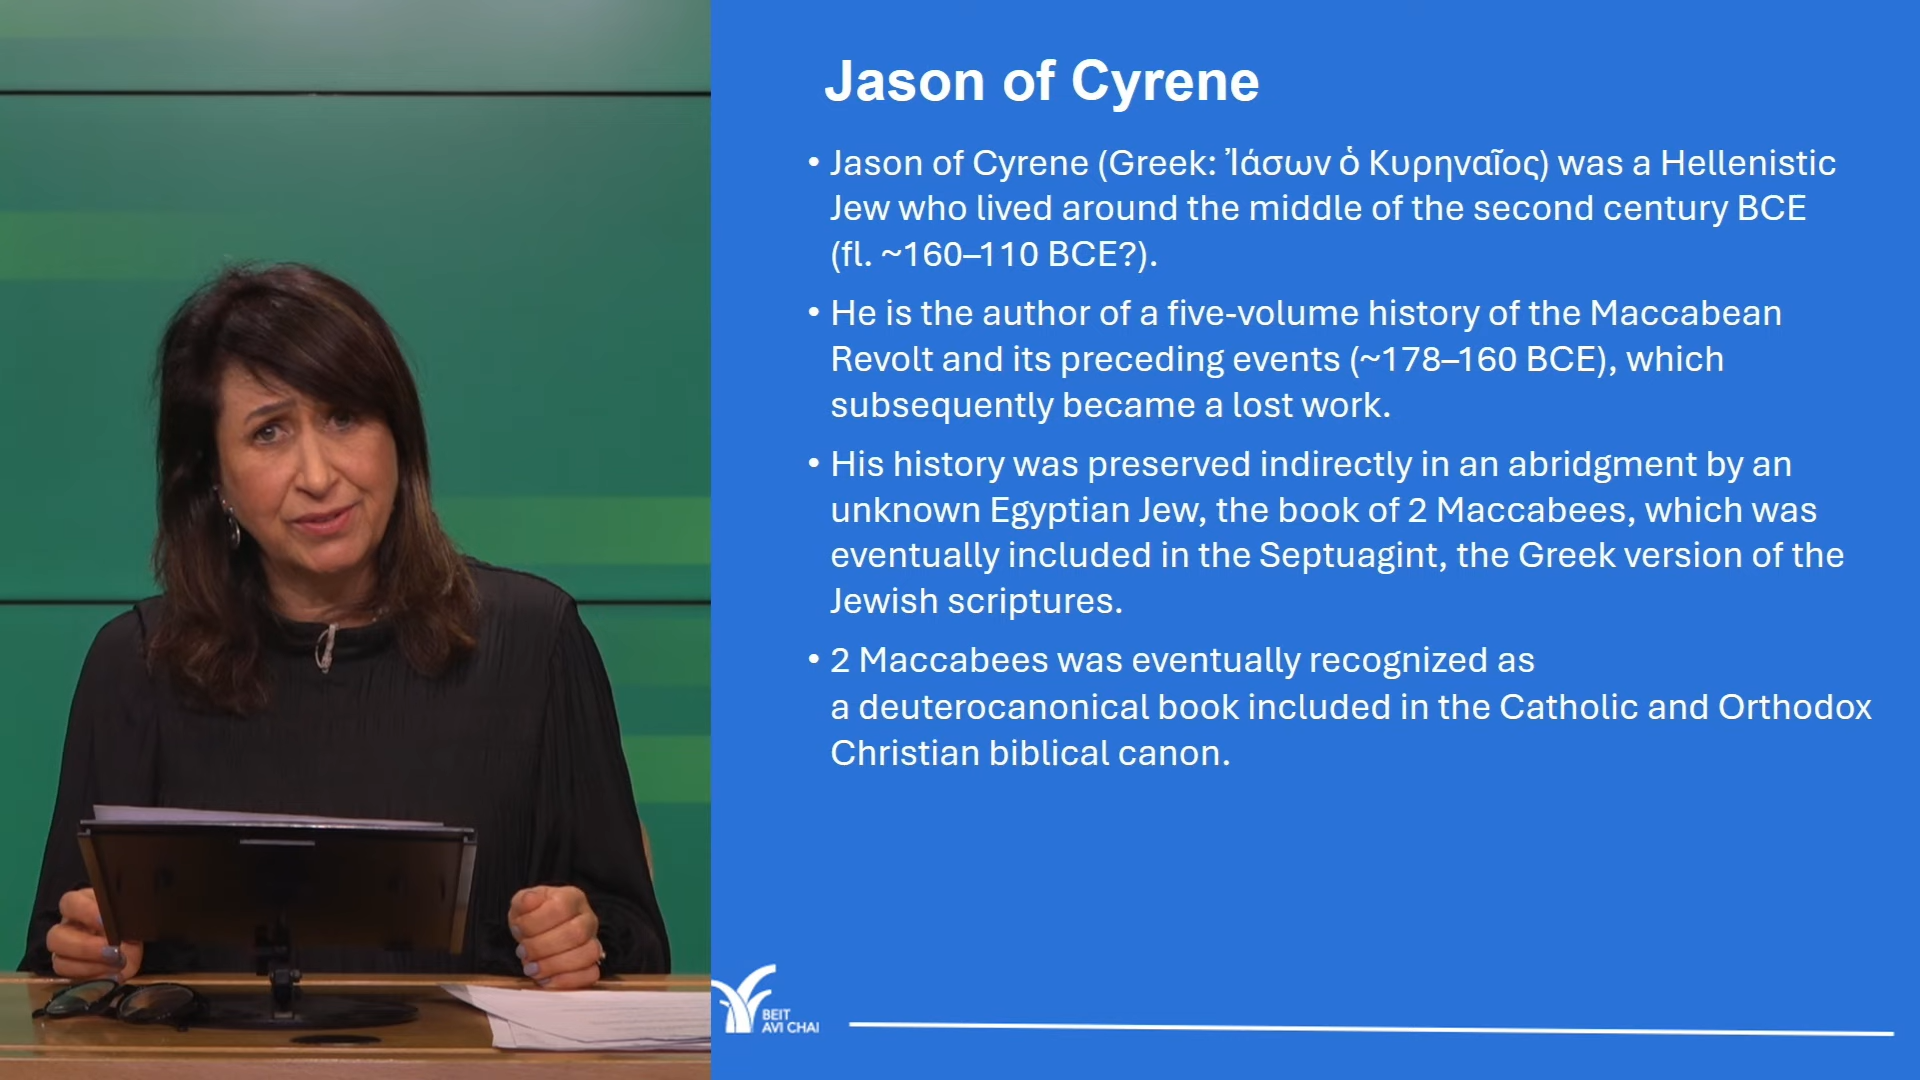 Jason of Cyrene
• Jason of Cyrene (Greek: Ἰάσων ὁ Κυρηναῖος) was a Hellenistic
Jew who lived around the middle of the second century BCE
(fl. ~160–110 BCE?).
• He is the author of a five-volume history of the Maccabean
Revolt and its preceding events (~178–160 BCE), which
subsequently became a lost work.
• His history was preserved indirectly in an abridgment by an
unknown Egyptian Jew, the book of 2 Maccabees, which was
eventually included in the Septuagint, the Greek version of the
Jewish scriptures.
• 2 Maccabees was eventually recognized as
a deuterocanonical book included in the Catholic and Orthodox
Christian biblical canon.
BEIT
AVI CHAI